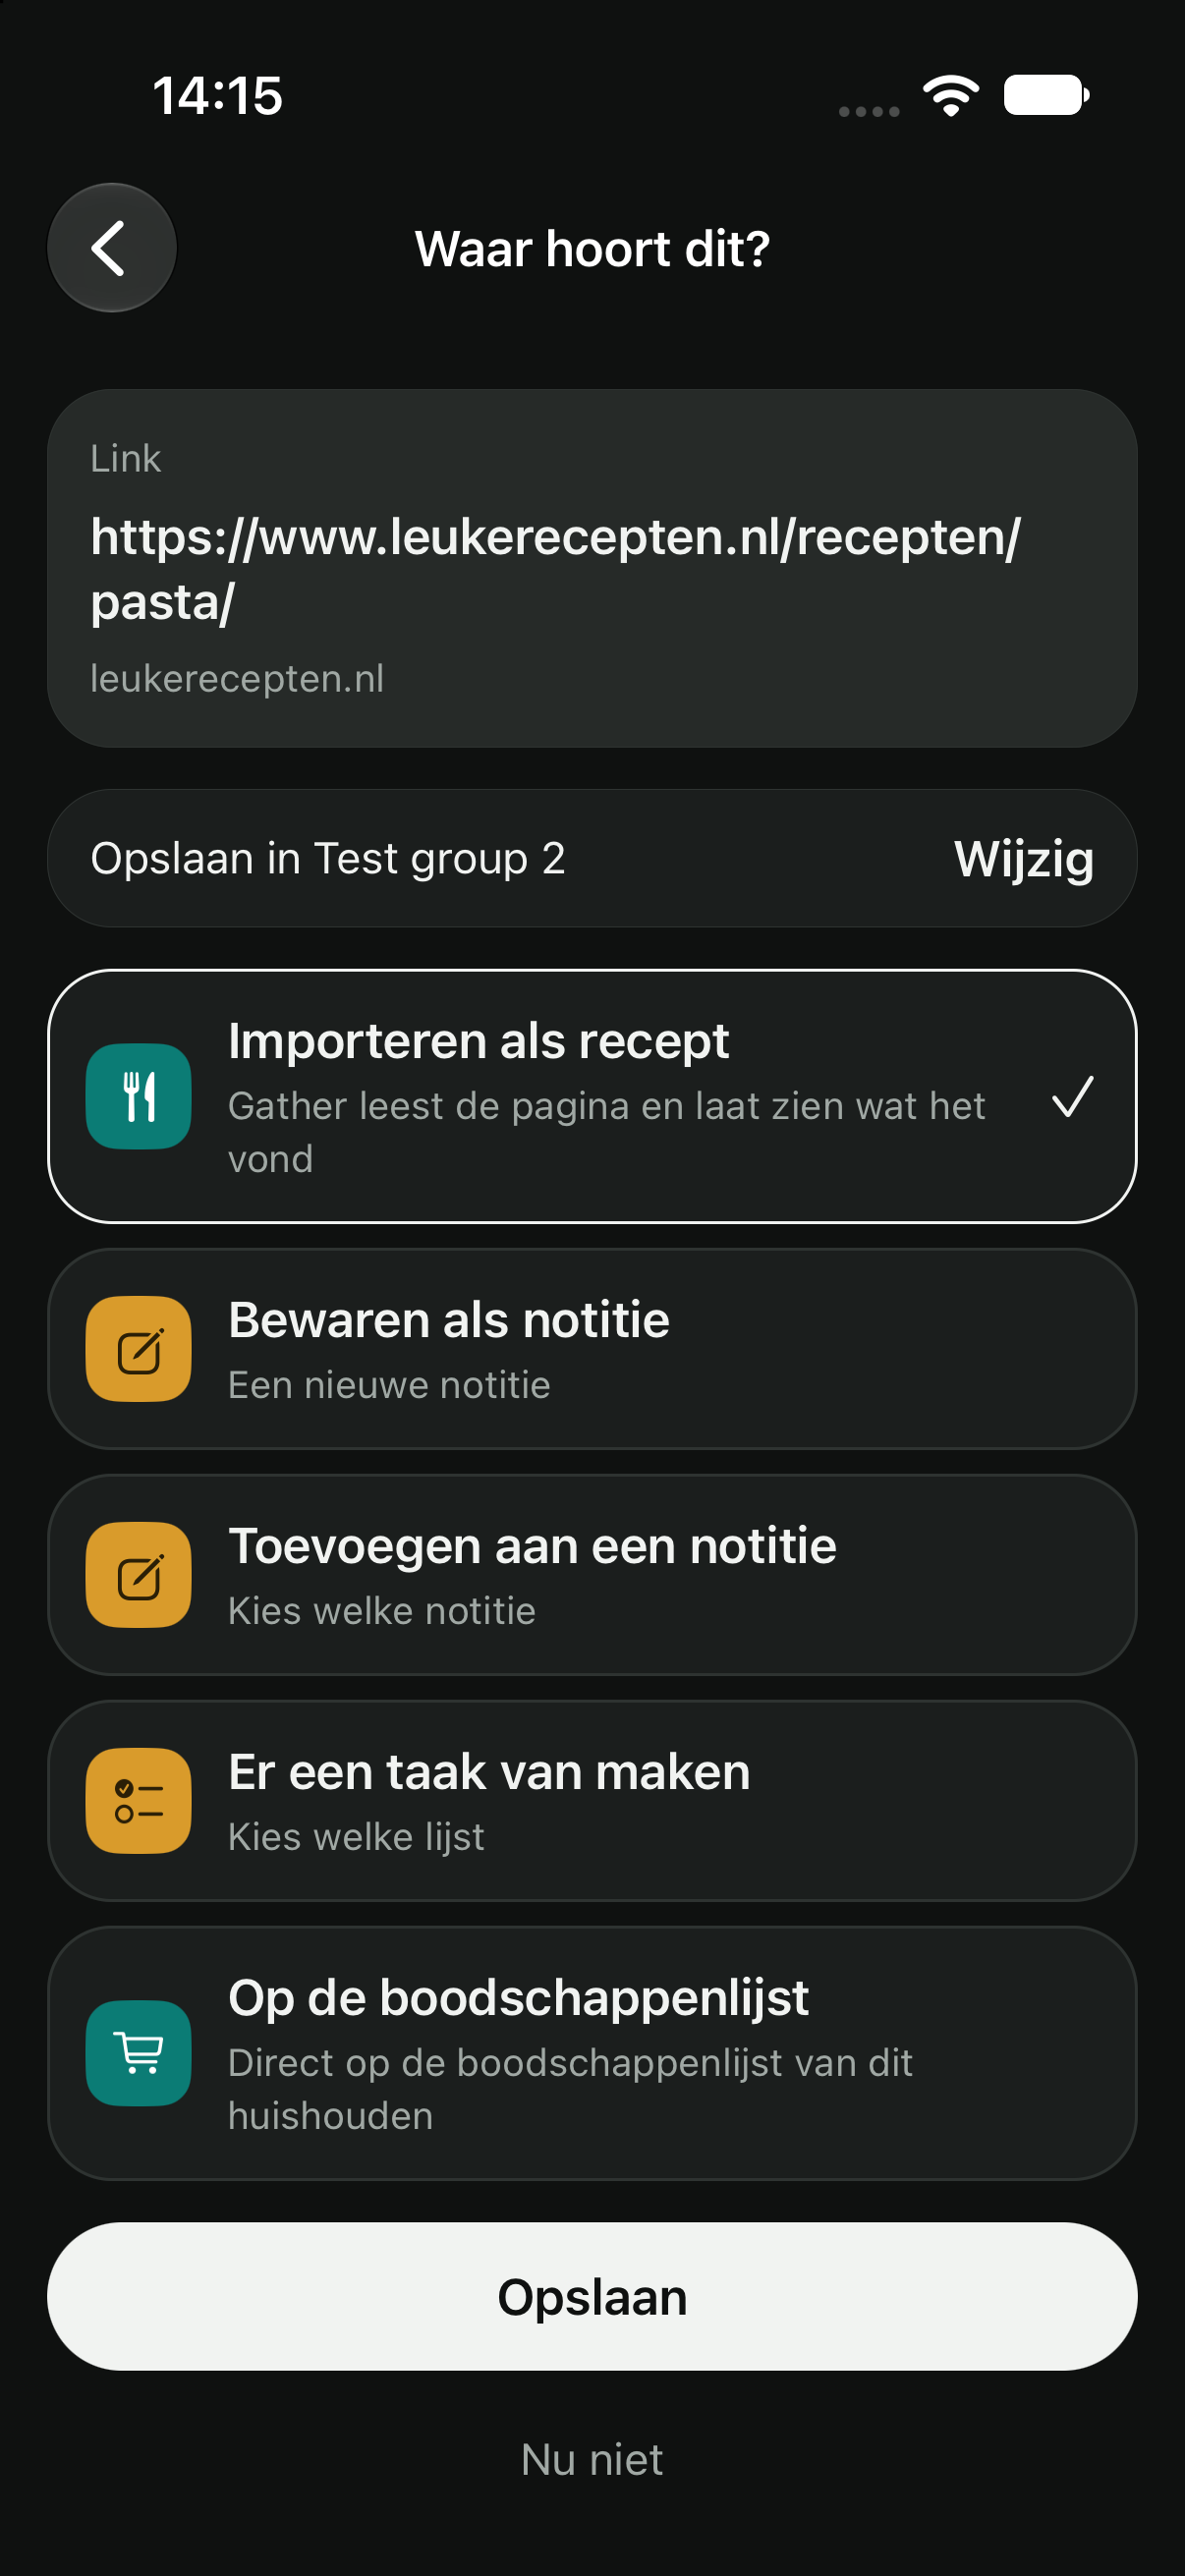 14:15
Waar hoort dit?
Link
https://www.leukerecepten.nl/recepten/
pasta/
leukerecepten.nl
Opslaan in Test group 2
Wijzig
Importeren als recept
Gather leest de pagina en laat zien wat het
vond
Bewaren als notitie
Een nieuwe notitie
Toevoegen aan een notitie
Kies welke notitie
Er een taak van maken
Kies welke lijst
Op de boodschappenlijst
Direct op de boodschappenlijst van dit
huishouden
Opslaan
Nu niet